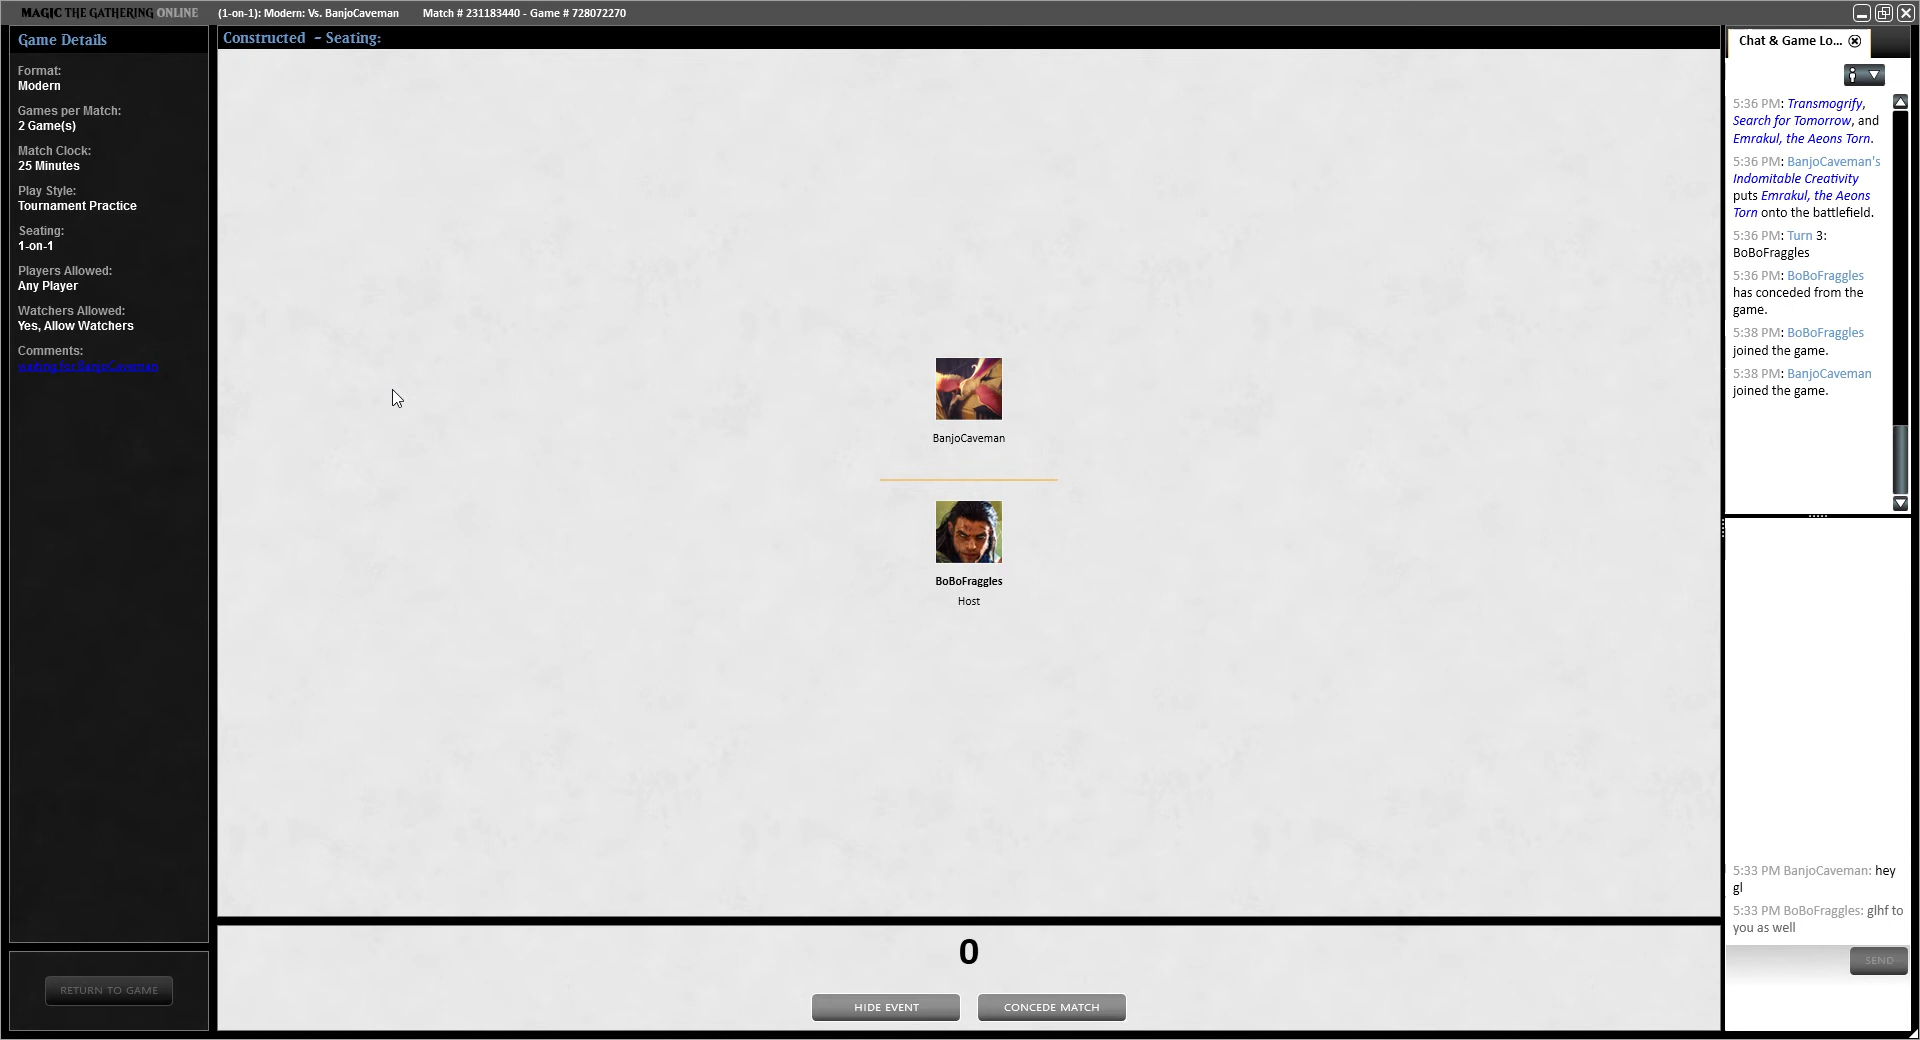 MAGIC THE GATHERING ONLINE (1-on-1): Modern: Vs. BanjoCaveman Match # 231183440 - Game # 728072270
Game Details
Format:
Modern
Games per Match:
2 Game(s)
Match Clock:
25 Minutes
Play Style:
Tournament Practice
Seating:
1-on-1
Players Allowed:
Any Player
Watchers Allowed:
Yes, Allow Watchers
Comments:
waiting for BanjoCaveman
RETURN TO GAME
Constructed - Seating:
BanjoCaveman
BoBoFraggles
Host
0
HIDE EVENT
CONCEDE MATCH
Chat & Game Lo...
5:36 PM: Transmogrify,
Search for Tomorrow, and
Emrakul, the Aeons Torn.
5:36 PM: BanjoCaveman's
Indomitable Creativity
puts Emrakul, the Aeons
Torn onto the battlefield.
5:36 PM: Turn 3:
BoBoFraggles
5:36 PM: BoBoFraggles
has conceded from the
game.
5:38 PM: BoBoFraggles
joined the game.
5:38 PM: BanjoCaveman
joined the game.
5:33 PM BanjoCaveman: hey
gl
5:33 PM BoBoFraggles: glhf to
you as well
SEND